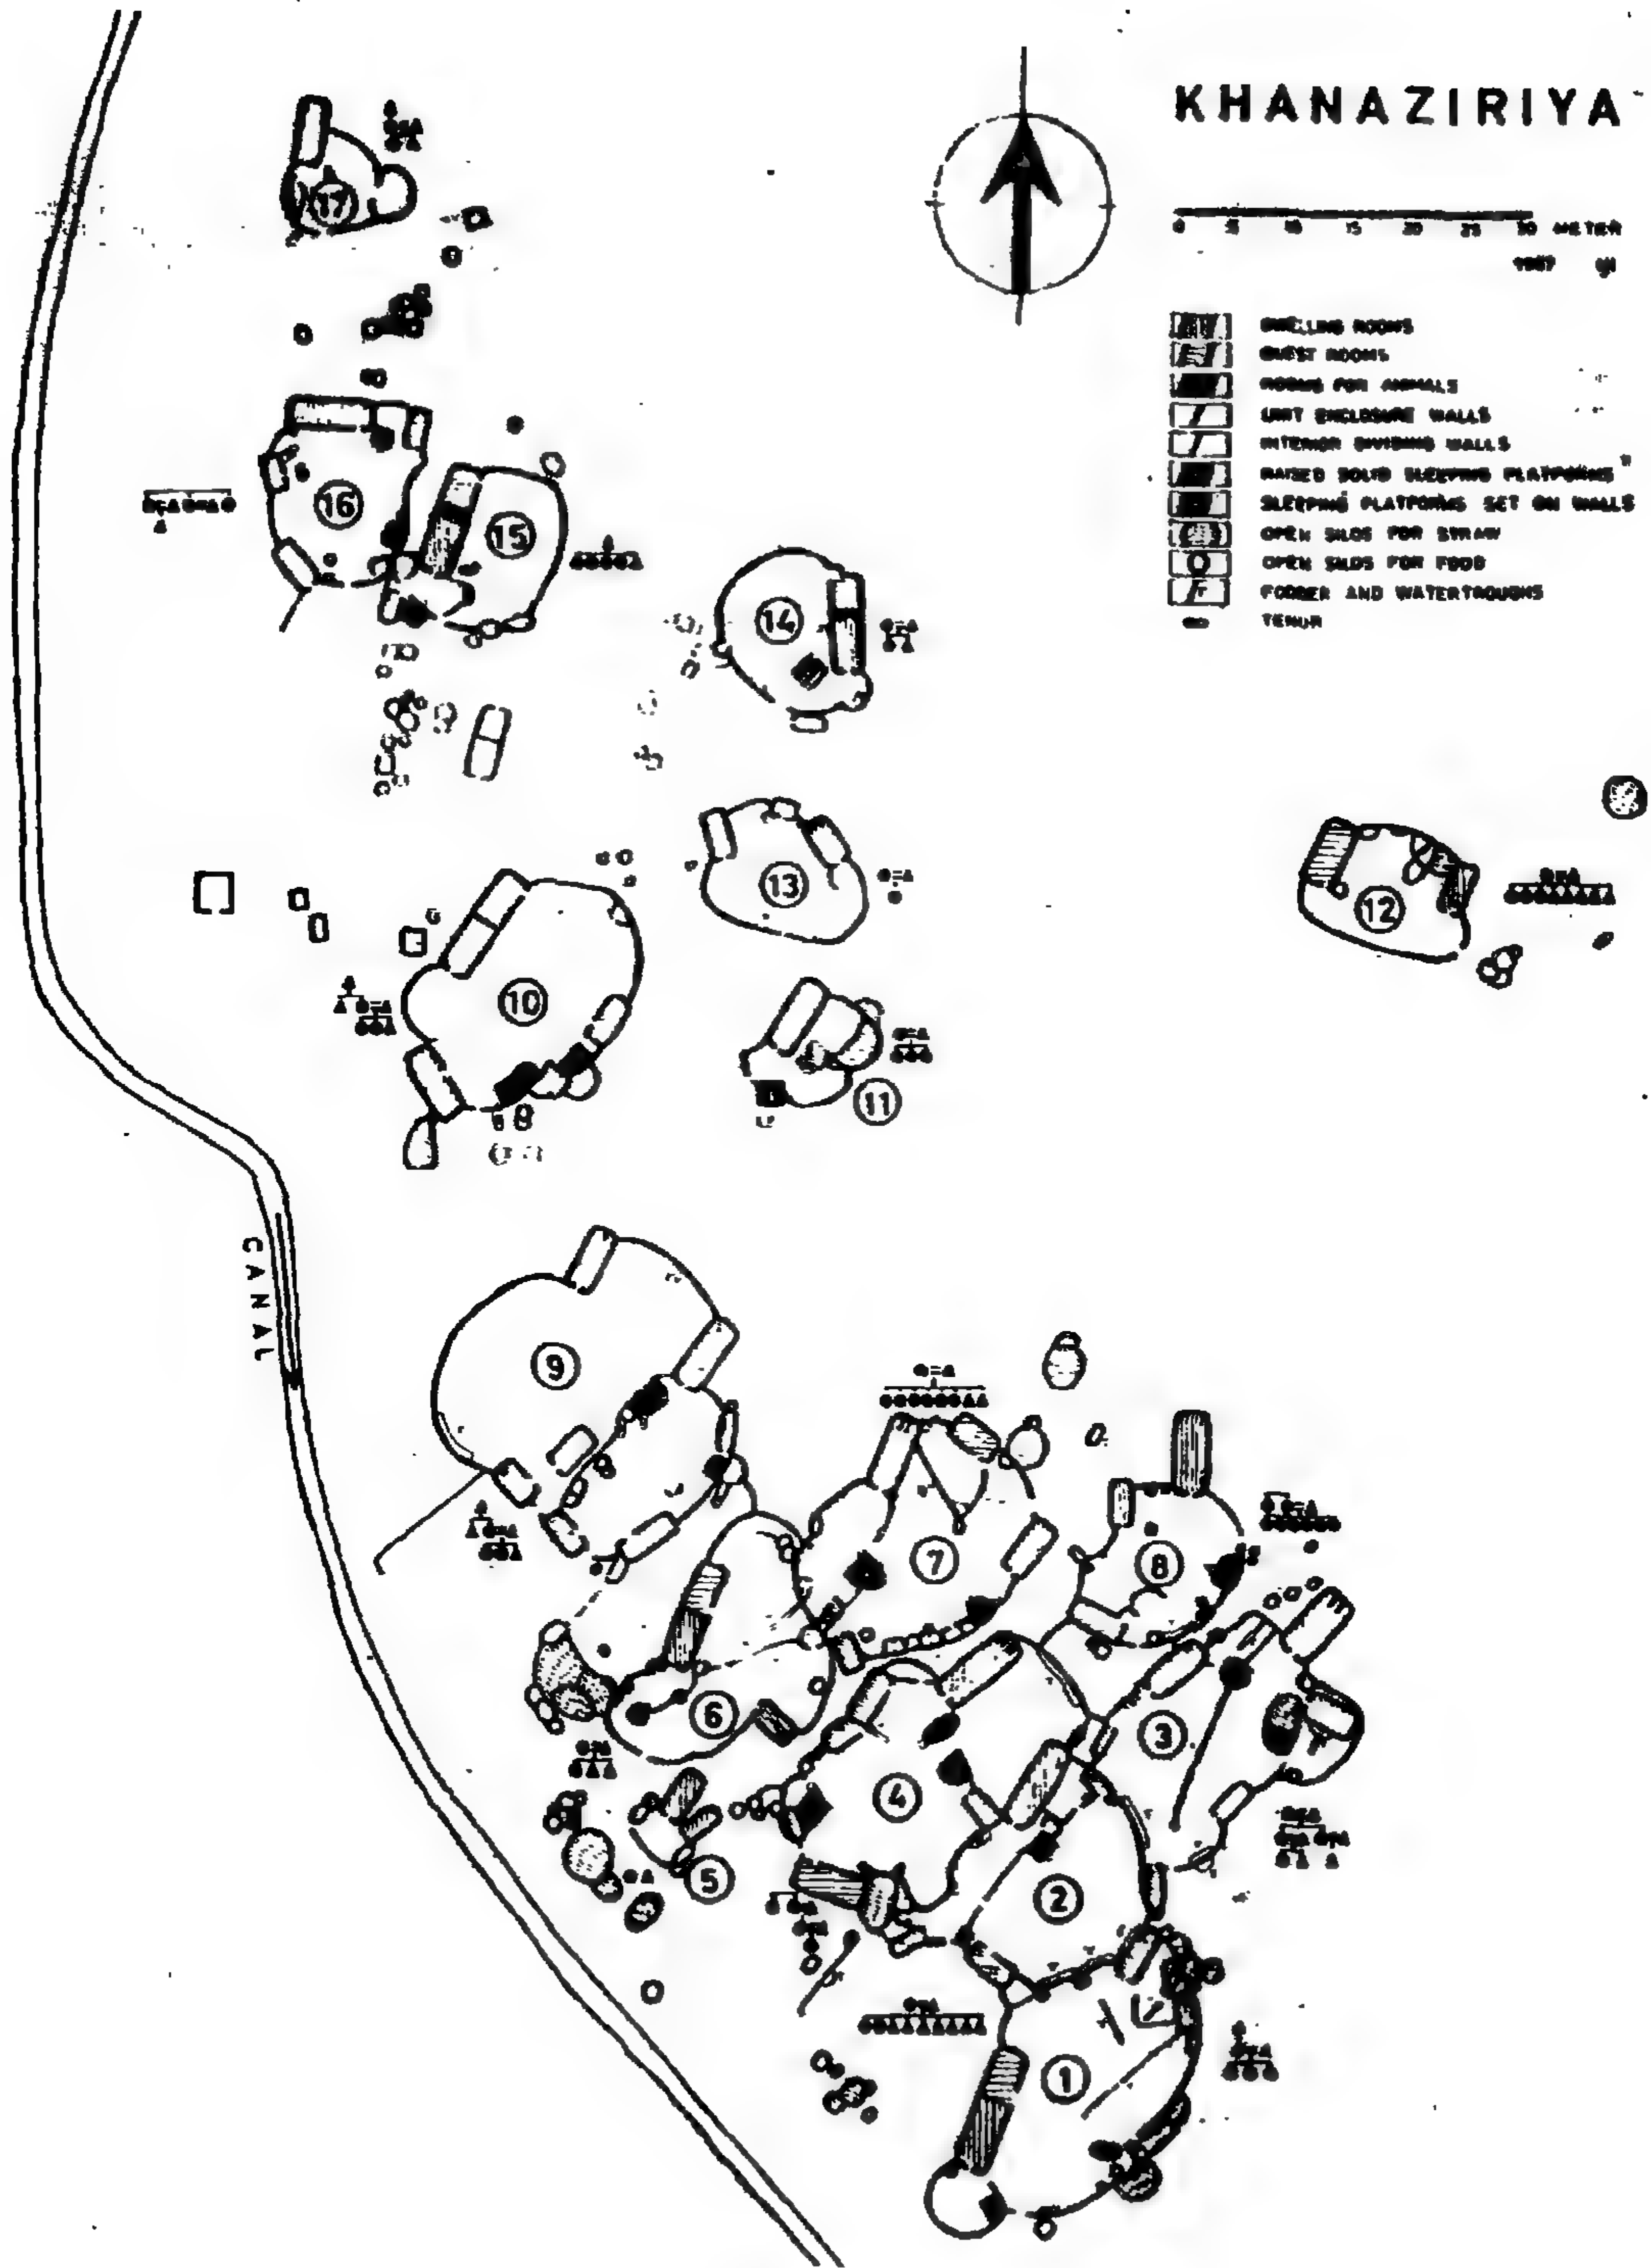 KHANAZIRIYA
0 5 10 15 20 25 30 METER
1987
DWELLING ROOMS
GUEST ROOMS
ROOMS FOR ANIMALS
UNIT ENCLOSURE WALLS
INTERIOR DIVIDING WALLS
RAISED SOLID SLEEPING PLATFORMS
SLEEPING PLATFORMS SET ON WALLS
OPEN SILOS FOR STRAW
OPEN SILOS FOR FOOD
FODDER AND WATERTROUGHS
TENUR
17
16
15
14
13
12
10
11
CANAL
9
7
8
6
3
4
5
2
1